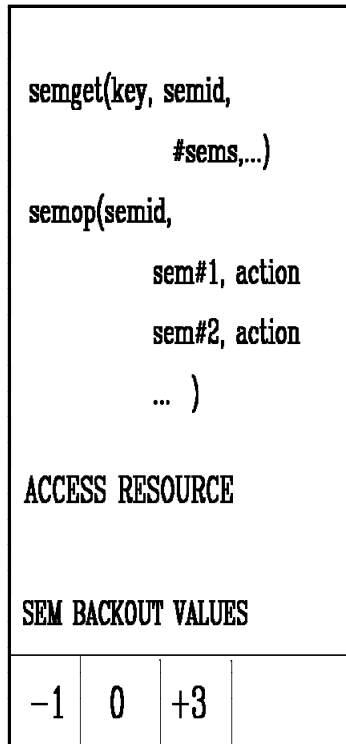 semget(key, semid,
#sems,...)
semop(semid,
sem#1, action
sem#2, action
... )
ACCESS RESOURCE
SEM BACKOUT VALUES
-1 0 +3